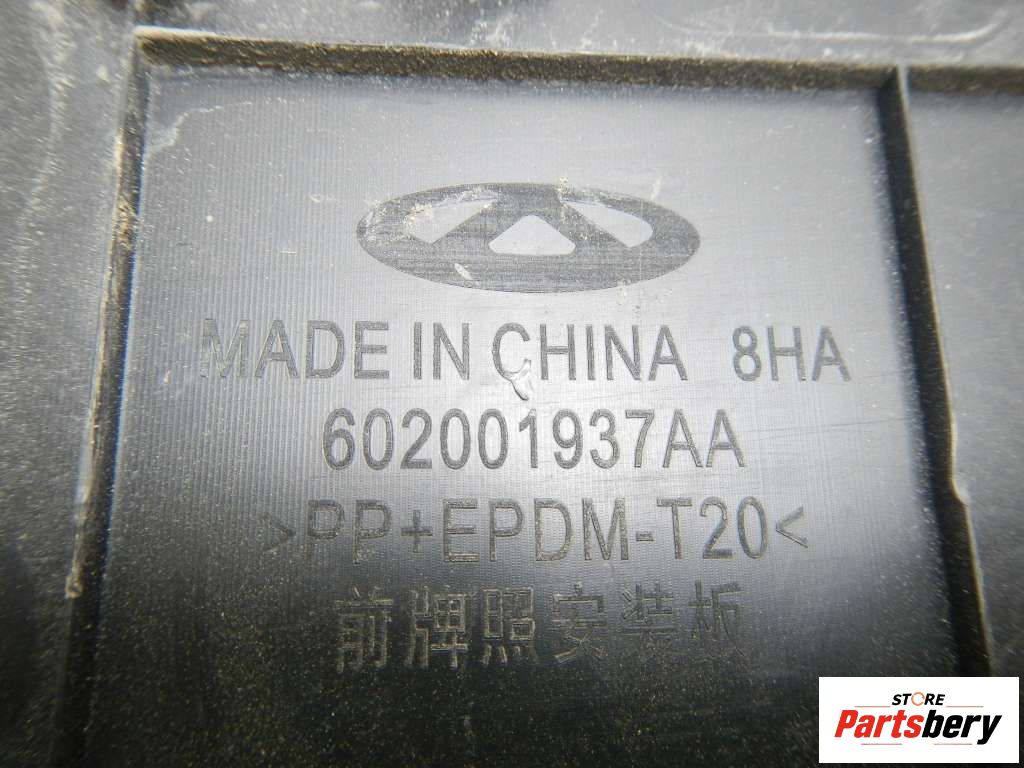 MADE IN CHINA 8HA
602001937AA
>PP+EPDM-T20<
前牌照安装板
STORE
Partsbery